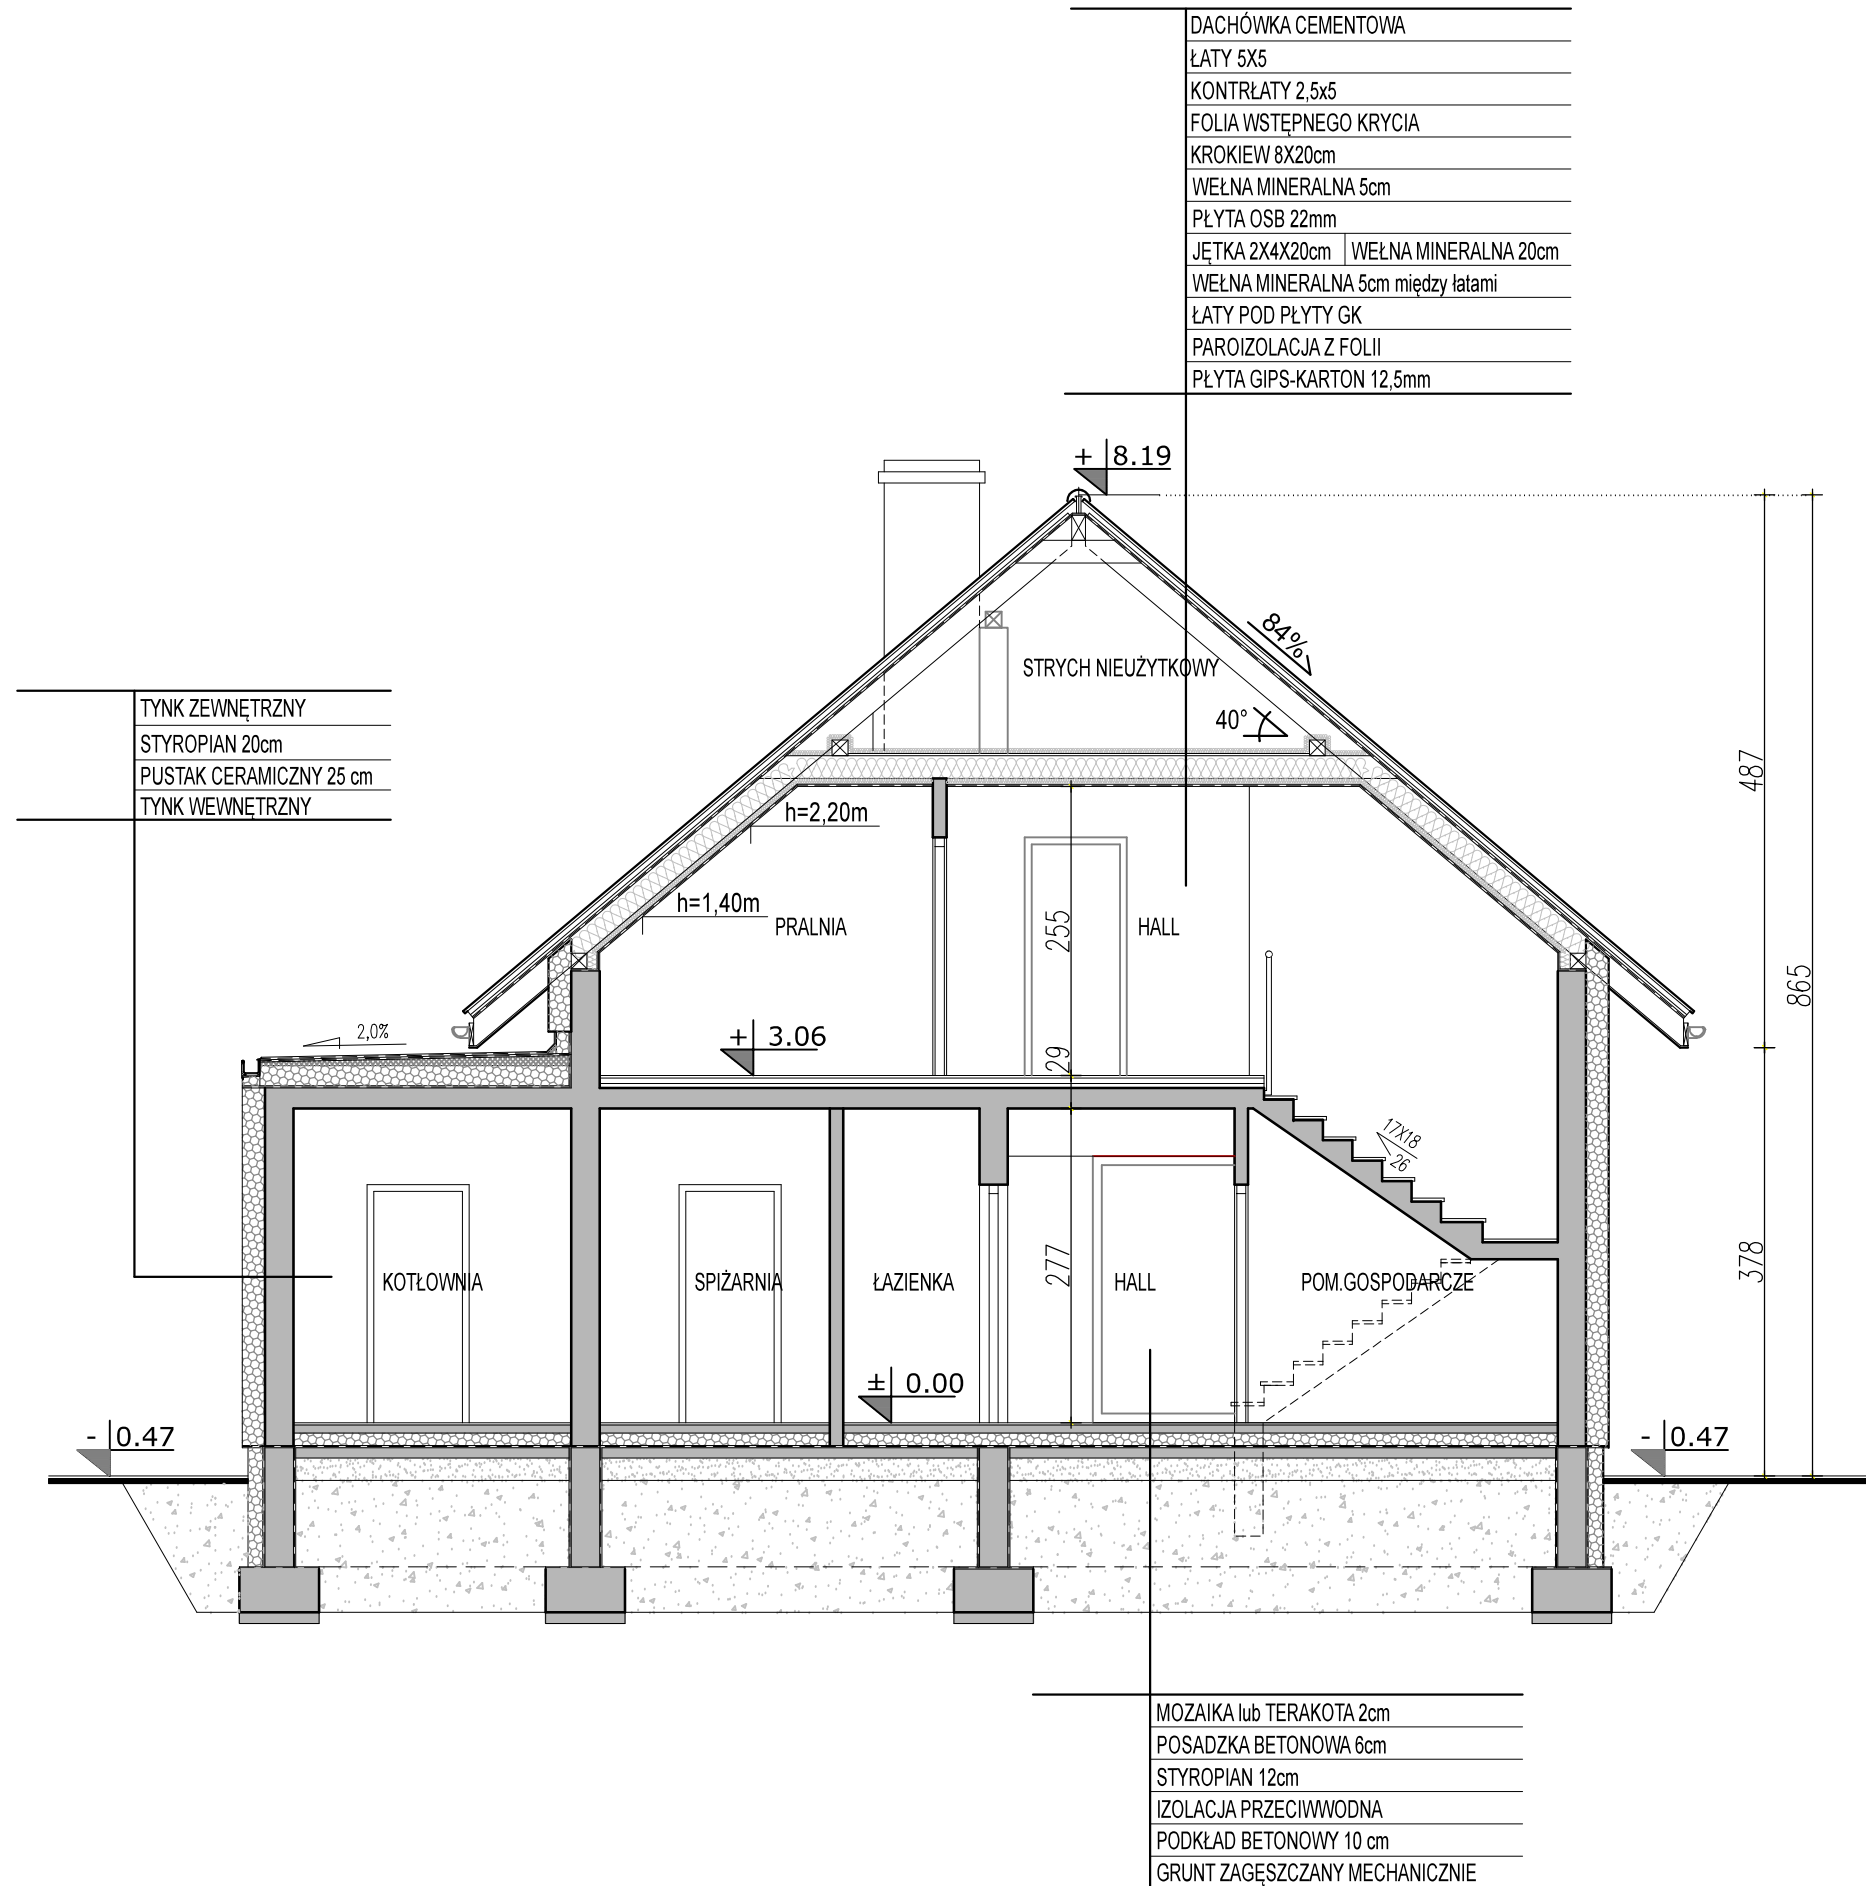 DACHÓWKA CEMENTOWA
ŁATY 5X5
KONTRŁATY 2,5x5
FOLIA WSTĘPNEGO KRYCIA
KROKIEW 8X20cm
WEŁNA MINERALNA 5cm
PŁYTA OSB 22mm
JĘTKA 2X4X20cm WEŁNA MINERALNA 20cm
WEŁNA MINERALNA 5cm między łatami
ŁATY POD PŁYTY GK
PAROIZOLACJA Z FOLII
PŁYTA GIPS-KARTON 12,5mm
+ 8.19
84%
STRYCH NIEUŻYTKOWY
40°
TYNK ZEWNĘTRZNY
STYROPIAN 20cm
PUSTAK CERAMICZNY 25 cm
TYNK WEWNĘTRZNY
487
h=2,20m
h=1,40m
PRALNIA
255
HALL
865
2,0%
+ 3.06
29
17X18
26
277
378
KOTŁOWNIA
SPIŻARNIA
ŁAZIENKA
HALL
POM.GOSPODARCZE
± 0.00
- 0.47
- 0.47
MOZAIKA lub TERAKOTA 2cm
POSADZKA BETONOWA 6cm
STYROPIAN 12cm
IZOLACJA PRZECIWWODNA
PODKŁAD BETONOWY 10 cm
GRUNT ZAGĘSZCZANY MECHANICZNIE